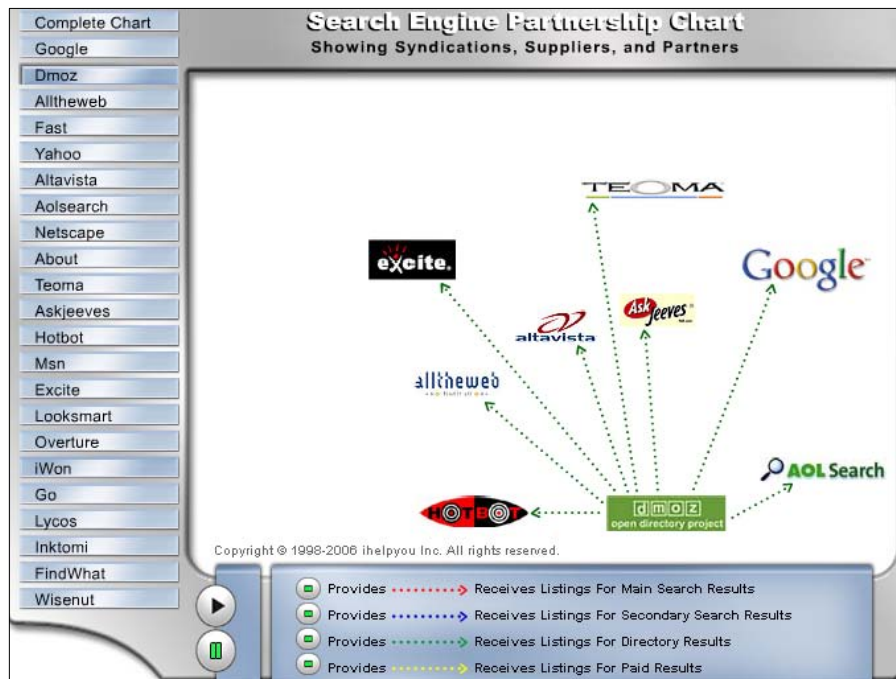 Complete Chart
Google
Dmoz
Alltheweb
Fast
Yahoo
Altavista
Aolsearch
Netscape
About
Teoma
Askjeeves
Hotbot
Msn
Excite
Looksmart
Overture
iWon
Go
Lycos
Inktomi
FindWhat
Wisenut
Search Engine Partnership Chart
Showing Syndications, Suppliers, and Partners
TEOMA
excite.
Google
Ask Jeeves
altavista
alltheweb
AOL Search
HOTBOT
dmoz
open directory project
Copyright © 1998-2006 ihelpyou Inc. All rights reserved.
Provides Receives Listings For Main Search Results
Provides Receives Listings For Secondary Search Results
Provides Receives Listings For Directory Results
Provides Receives Listings For Paid Results